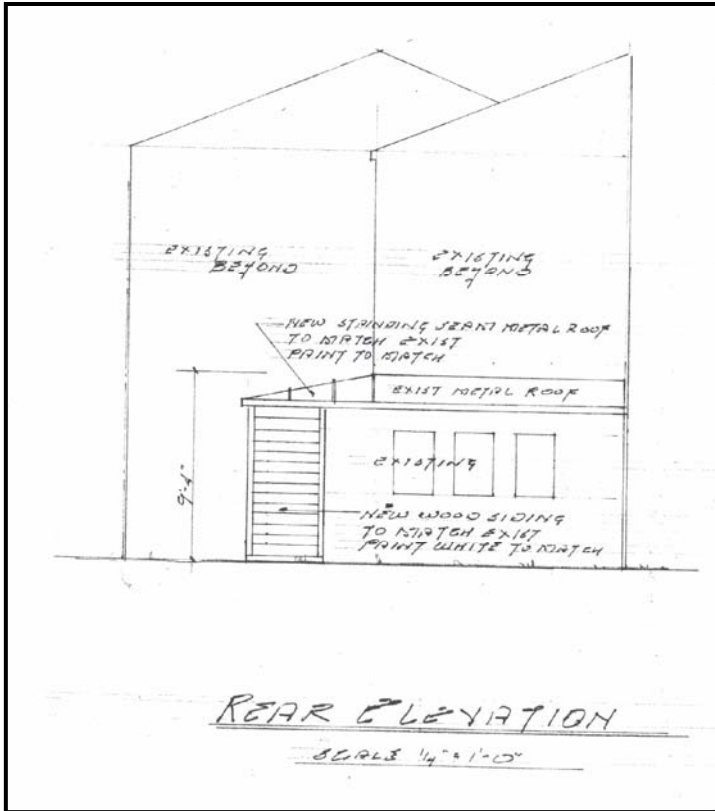 EXISTING
BEYOND
EXISTING
BEYOND
NEW STANDING SEAM METAL ROOF
TO MATCH EXIST
PAINT TO MATCH
EXIST METAL ROOF
9'-4"
EXISTING
NEW WOOD SIDING
TO MATCH EXIST
PAINT WHITE TO MATCH
REAR ELEVATION
SCALE 1/4" = 1'-0"